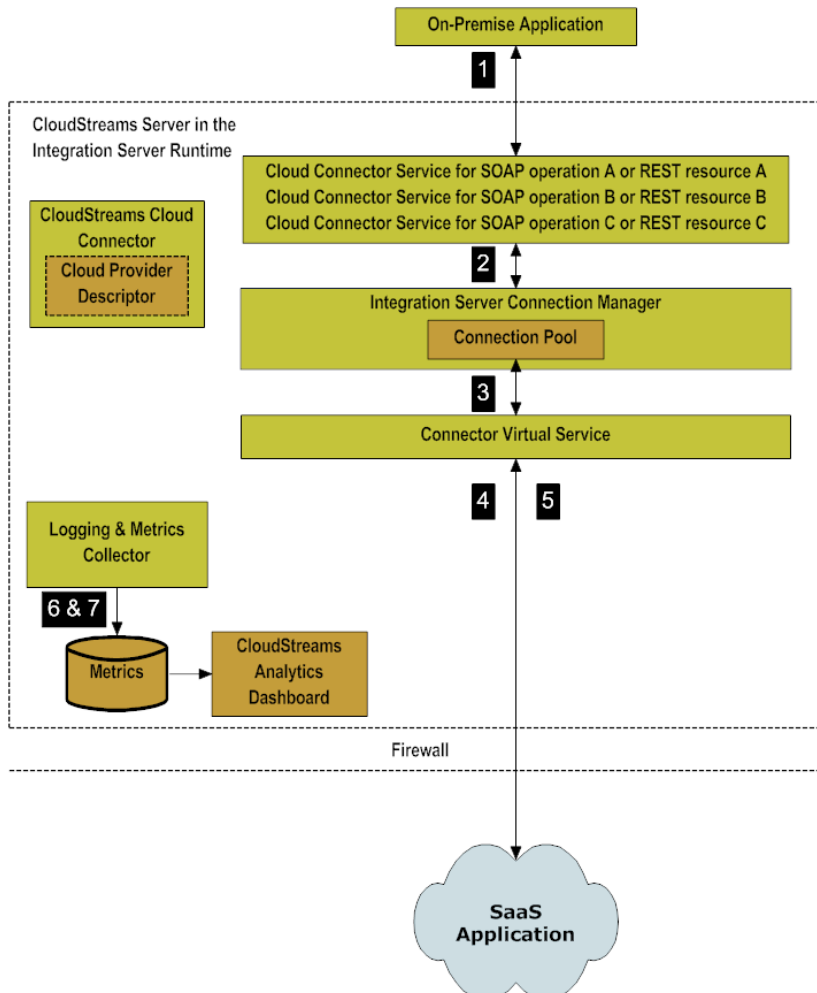 On-Premise Application
1
CloudStreams Server in the
Integration Server Runtime
Cloud Connector Service for SOAP operation A or REST resource A
Cloud Connector Service for SOAP operation B or REST resource B
Cloud Connector Service for SOAP operation C or REST resource C
CloudStreams Cloud
Connector
Cloud Provider
Descriptor
2
Integration Server Connection Manager
Connection Pool
3
Connector Virtual Service
4
5
Logging & Metrics
Collector
6 & 7
Metrics
CloudStreams
Analytics
Dashboard
Firewall
SaaS
Application